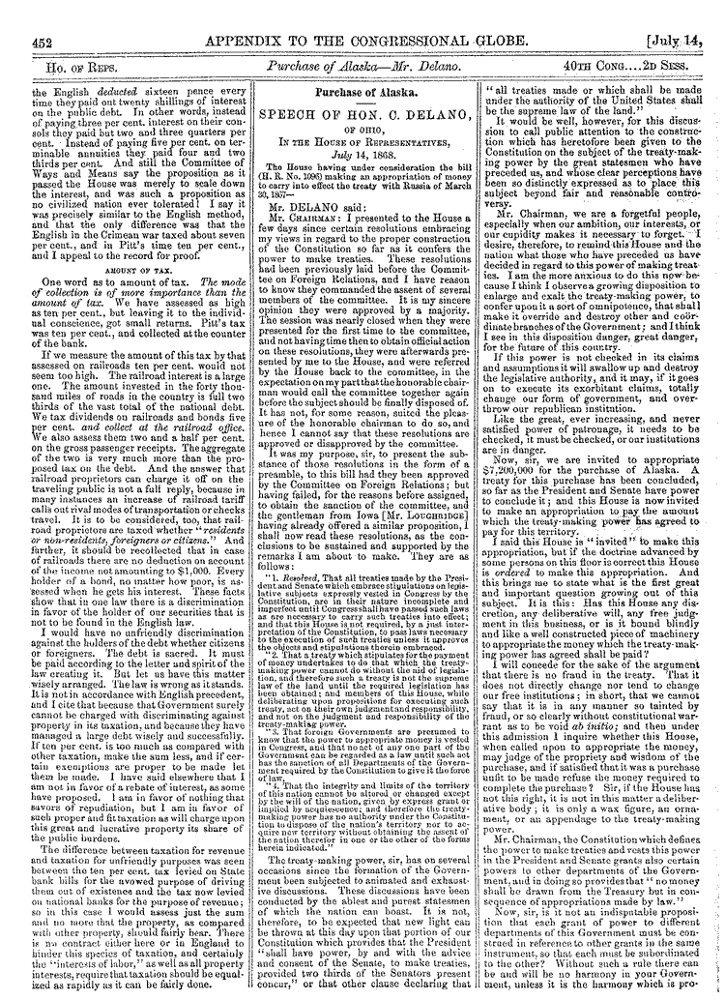 452
APPENDIX TO THE CONGRESSIONAL GLOBE.
[July 14,
Ho. of Reps.
Purchase of Alaska—Mr. Delano.
40th Cong....2d Sess.
the English deducted sixteen pence every
time they paid out twenty shillings of interest
on the public debt. In other words, instead
of paying three per cent. interest on their con-
sols they paid but two and three quarters per
cent. Instead of paying five per cent. on ter-
minable annuities they paid four and two
thirds per cent. And still the Committee of
Ways and Means say the proposition as it
passed the House was merely to scale down
the interest, and was such a proposition as
no civilized nation ever tolerated! I say it
was precisely similar to the English method,
and that the only difference was that the
English in the Crimean war taxed about seven
per cent., and in Pitt's time ten per cent.,
and I appeal to the record for proof.
AMOUNT OF TAX.
One word as to amount of tax. The mode
of collection is of more importance than the
amount of tax. We have assessed as high
as ten per cent., but leaving it to the individ-
ual conscience, got small returns. Pitt's tax
was ten per cent., and collected at the counter
of the bank.
If we measure the amount of this tax by that
assessed on railroads ten per cent. would not
seem too high. The railroad interest is a large
one. The amount invested in the forty thou-
sand miles of roads in the country is full two
thirds of the vast total of the national debt.
We tax dividends on railroads and bonds five
per cent. and collect at the railroad office.
We also assess them two and a half per cent.
on the gross passenger receipts. The aggregate
of the two is very much more than the pro-
posed tax on the debt. And the answer that
railroad proprietors can charge it off on the
traveling public is not a full reply, because in
many instances an increase of railroad tariff
calls out rival modes of transportation or checks
travel. It is to be considered, too, that rail-
road proprietors are taxed whether "residents
or non-residents, foreigners or citizens." And
further, it should be recollected that in case
of railroads there are no deduction on account
of the income not amounting to $1,000. Every
holder of a bond, no matter how poor, is as-
sessed when he gets his interest. These facts
show that in one law there is a discrimination
in favor of the holder of our securities that is
not to be found in the English law.
I would have no unfriendly discrimination
against the holders of the debt whether citizens
or foreigners. The debt is sacred. It must
be paid according to the letter and spirit of the
law creating it. But let us have this matter
wisely arranged. The law is wrong as it stands.
It is not in accordance with English precedent,
and I cite that because that Government surely
cannot be charged with discriminating against
property in its taxation, and because they have
managed a large debt wisely and successfully.
If ten per cent. is too much as compared with
other taxation, make the sum less, and if cer-
tain exemptions are proper to be made let
them be made. I have said elsewhere that I
am not in favor of a rebate of interest, as some
have proposed. I am in favor of nothing that
savors of repudiation, but I am in favor of
such proper and fit taxation as will charge upon
this great and lucrative property its share of
the public burdens.
The difference between taxation for revenue
and taxation for unfriendly purposes was seen
between the ten per cent. tax levied on State
bank bills for the avowed purpose of driving
them out of existence and the tax now levied
on national banks for the purpose of revenue;
so in this case I would assess just the sum
and no more that the property, as compared
with other property, should fairly bear. There
is no contract either here or in England to
hinder this species of taxation, and certainly
the "interests of labor," as well as all property
interests, require that taxation should be equal-
ized as rapidly as it can be fairly done.
Purchase of Alaska.
SPEECH OF HON. C. DELANO,
OF OHIO,
In the House of Representatives,
July 14, 1868.
The House having under consideration the bill
(H. R. No. 1096) making an appropriation of money
to carry into effect the treaty with Russia of March
30, 1867—
Mr. DELANO said:
Mr. Chairman: I presented to the House a
few days since certain resolutions embracing
my views in regard to the proper construction
of the Constitution so far as it confers the
power to make treaties. These resolutions
had been previously laid before the Commit-
tee on Foreign Relations, and I have reason
to know they commanded the assent of several
members of the committee. It is my sincere
opinion they were approved by a majority.
The session was nearly closed when they were
presented for the first time to the committee,
and not having time then to obtain official action
on these resolutions, they were afterwards pre-
sented by me to the House, and were referred
by the House back to the committee, in the
expectation on my part that the honorable chair-
man would call the committee together again
before the subject should be finally disposed of.
It has not, for some reason, suited the pleas-
ure of the honorable chairman to do so, and
hence I cannot say that these resolutions are
approved or disapproved by the committee.
It was my purpose, sir, to present the sub-
stance of those resolutions in the form of a
preamble, to this bill had they been approved
by the Committee on Foreign Relations; but
having failed, for the reasons before assigned,
to obtain the sanction of the committee, and
the gentleman from Iowa [Mr. Loughridge]
having already offered a similar proposition, I
shall now read these resolutions, as the con-
clusions to be sustained and supported by the
remarks I am about to make. They are as
follows:
"1. Resolved, That all treaties made by the Presi-
dent and Senate which embrace stipulations on legis-
lative subjects expressly vested in Congress by the
Constitution, are in their nature incomplete and
imperfect until Congress shall have passed such laws
as are necessary to carry such treaties into effect;
and that this House is not required, by a just inter-
pretation of the Constitution, to pass laws necessary
to the execution of such treaties unless it approves
the objects and stipulations therein embraced.
"2. That a treaty which stipulates for the payment
of money undertakes to do that which the treaty-
making power cannot do without the aid of legisla-
tion, and therefore such a treaty is not the supreme
law of the land until the required legislation has
been obtained; and members of this House, while
deliberating upon propositions for executing such
treaty, act on their own judgment and responsibility,
and not on the judgment and responsibility of the
treaty-making power.
"3. That foreign Governments are presumed to
know that the power to appropriate money is vested
in Congress, and that no act of any one part of the
Government can be regarded as a law until such act
has the sanction of all Departments of the Govern-
ment required by the Constitution to give it the force
of law.
"4. That the integrity and limits of the territory
of this nation cannot be altered or changed except
by the will of the nation, given by express grant or
implied by acquiescence; and therefore the treaty-
making power has no authority under the Constitu-
tion to dispose of the nation's territory nor to ac-
quire new territory without obtaining the assent of
the nation therefor in one or the other of the forms
herein indicated."
The treaty-making power, sir, has on several
occasions since the formation of the Govern-
ment been subjected to animated and exhaust-
ive discussions. These discussions have been
conducted by the ablest and purest statesmen
of which the nation can boast. It is not,
therefore, to be expected that new light can
be thrown at this day upon that portion of our
Constitution which provides that the President
"shall have power, by and with the advice
and consent of the Senate, to make treaties,
provided two thirds of the Senators present
concur," or that other clause declaring that
"all treaties made or which shall be made
under the authority of the United States shall
be the supreme law of the land."
It would be well, however, for this discus-
sion to call public attention to the construc-
tion which has heretofore been given to the
Constitution on the subject of the treaty-mak-
ing power by the great statesmen who have
preceded us, and whose clear perceptions have
been so distinctly expressed as to place this
subject beyond fair and reasonable contro-
versy.
Mr. Chairman, we are a forgetful people,
especially when our ambition, our interests, or
our cupidity makes it necessary to forget. I
desire, therefore, to remind this House and the
nation what those who have preceded us have
decided in regard to this power of making treat-
ies. I am the more anxious to do this now be-
cause I think I observe a growing disposition to
enlarge and exalt the treaty-making power, to
confer upon it a sort of omnipotence, that shall
make it override and destroy other and coör-
dinate branches of the Government; and I think
I see in this disposition danger, great danger,
for the future of this country.
If this power is not checked in its claims
and assumptions it will swallow up and destroy
the legislative authority, and it may, if it goes
on to execute its exorbitant claims, totally
change our form of government, and over-
throw our republican institution.
Like the great, ever increasing, and never
satisfied power of patronage, it needs to be
checked, it must be checked, or our institutions
are in danger.
Now, sir, we are invited to appropriate
$7,200,000 for the purchase of Alaska. A
treaty for this purchase has been concluded,
so far as the President and Senate have power
to conclude it; and this House is now invited
to make an appropriation to pay the amount
which the treaty-making power has agreed to
pay for this territory.
I said this House is "invited" to make this
appropriation, but if the doctrine advanced by
some persons on this floor is correct this House
is ordered to make this appropriation. And
this brings me to state what is the first great
and important question growing out of this
subject. It is this: Has this House any dis-
cretion, any deliberative will, any free judg-
ment in this business, or is it bound blindly
and like a well constructed piece of machinery
to appropriate the money which the treaty-mak-
ing power has agreed shall be paid?
I will concede for the sake of the argument
that there is no fraud in the treaty. That it
does not directly change nor tend to change
our free institutions; in short, that we cannot
say that it is in any manner so tainted by
fraud, or so clearly without constitutional war-
rant as to be void ab initio; and then under
this admission I inquire whether this House,
when called upon to appropriate the money,
may judge of the propriety and wisdom of the
purchase, and if satisfied that it was a purchase
unfit to be made refuse the money required to
complete the purchase? Sir, if the House has
not this right, it is not in this matter a deliber-
ative body; it is only a wax figure, an orna-
ment, or an appendage to the treaty-making
power.
Mr. Chairman, the Constitution which defines
the power to make treaties and vests this power
in the President and Senate grants also certain
powers to other departments of the Govern-
ment, and in doing so provides that "no money
shall be drawn from the Treasury but in con-
sequence of appropriations made by law."
Now, sir, is it not an indisputable proposi-
tion that each grant of power to different
departments of this Government must be con-
strued in reference to other grants in the same
instrument, so that each must be subordinated
to the other? Without such a rule there can
be and will be no harmony in your Govern-
ment, unless it is the harmony which is pro-